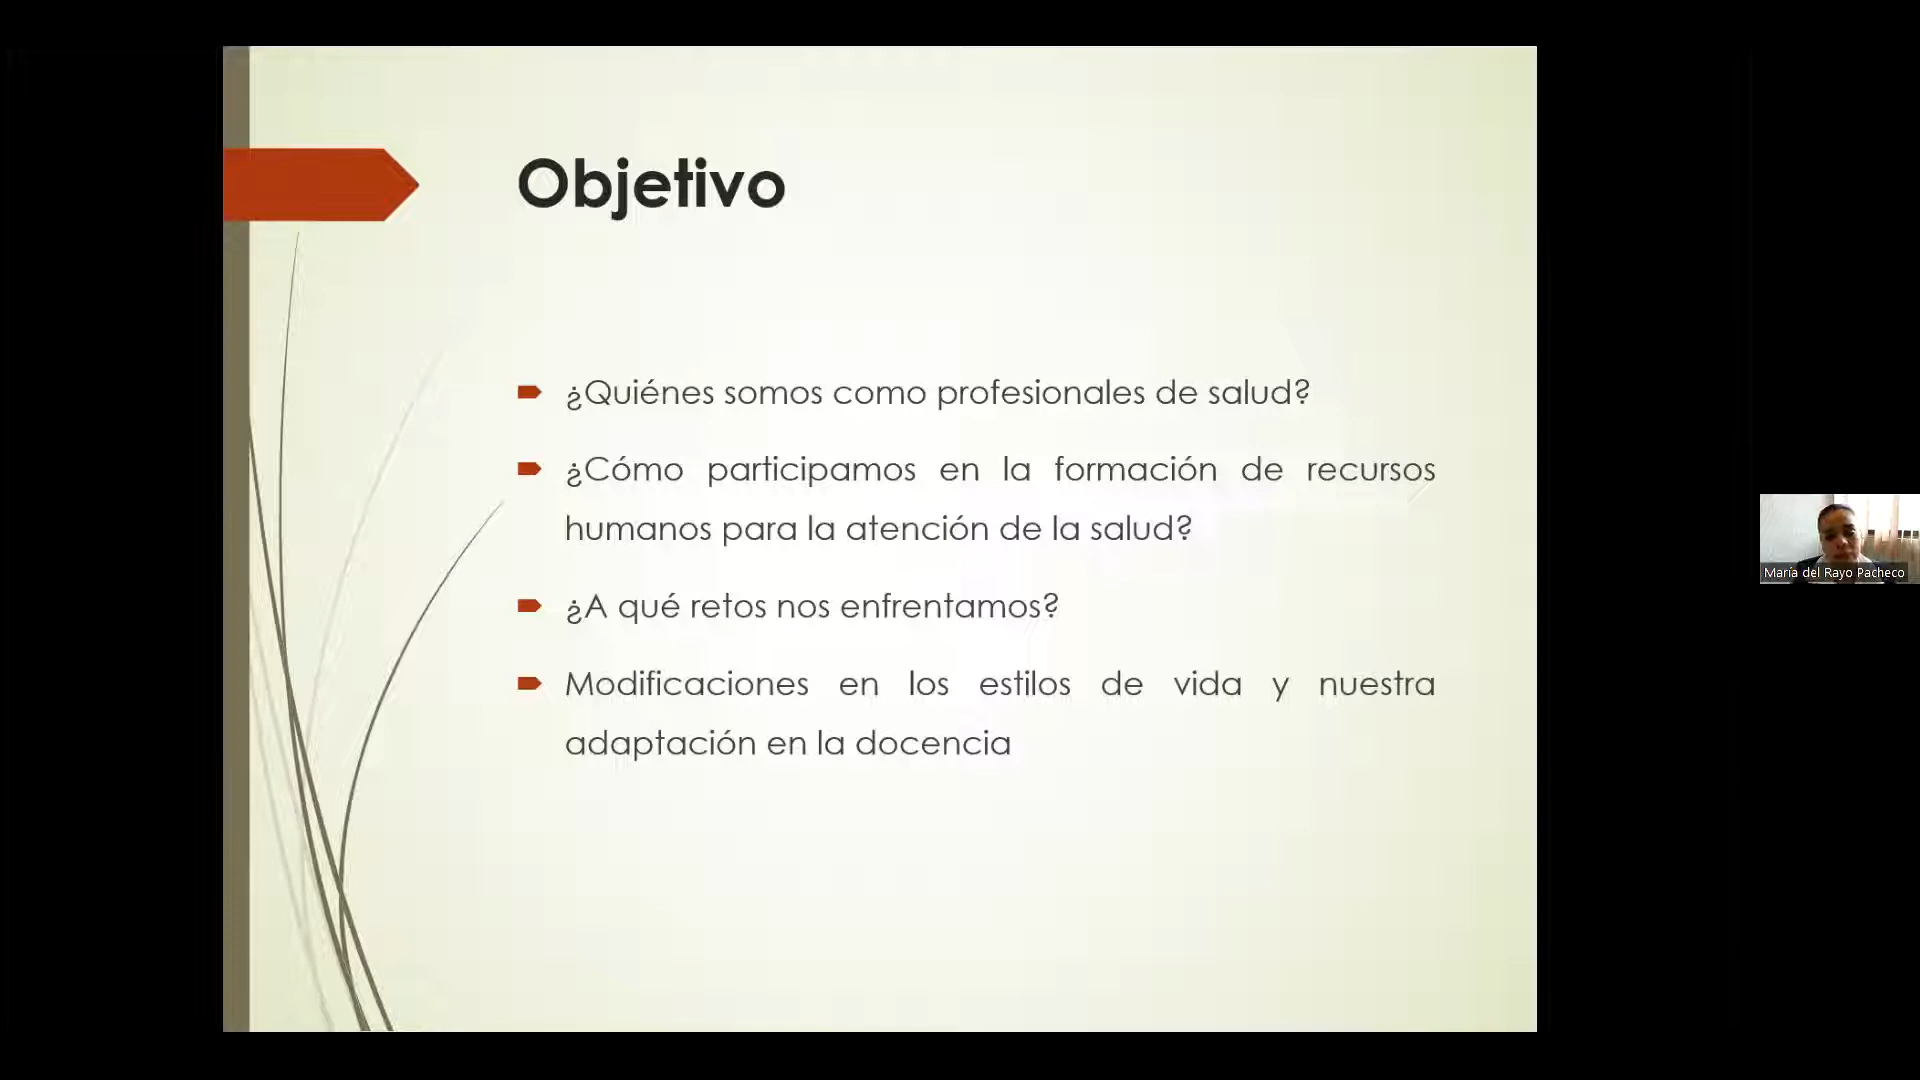 Objetivo
¿Quiénes somos como profesionales de salud?
¿Cómo participamos en la formación de recursos
humanos para la atención de la salud?
¿A qué retos nos enfrentamos?
Modificaciones en los estilos de vida y nuestra
adaptación en la docencia
María del Rayo Pacheco